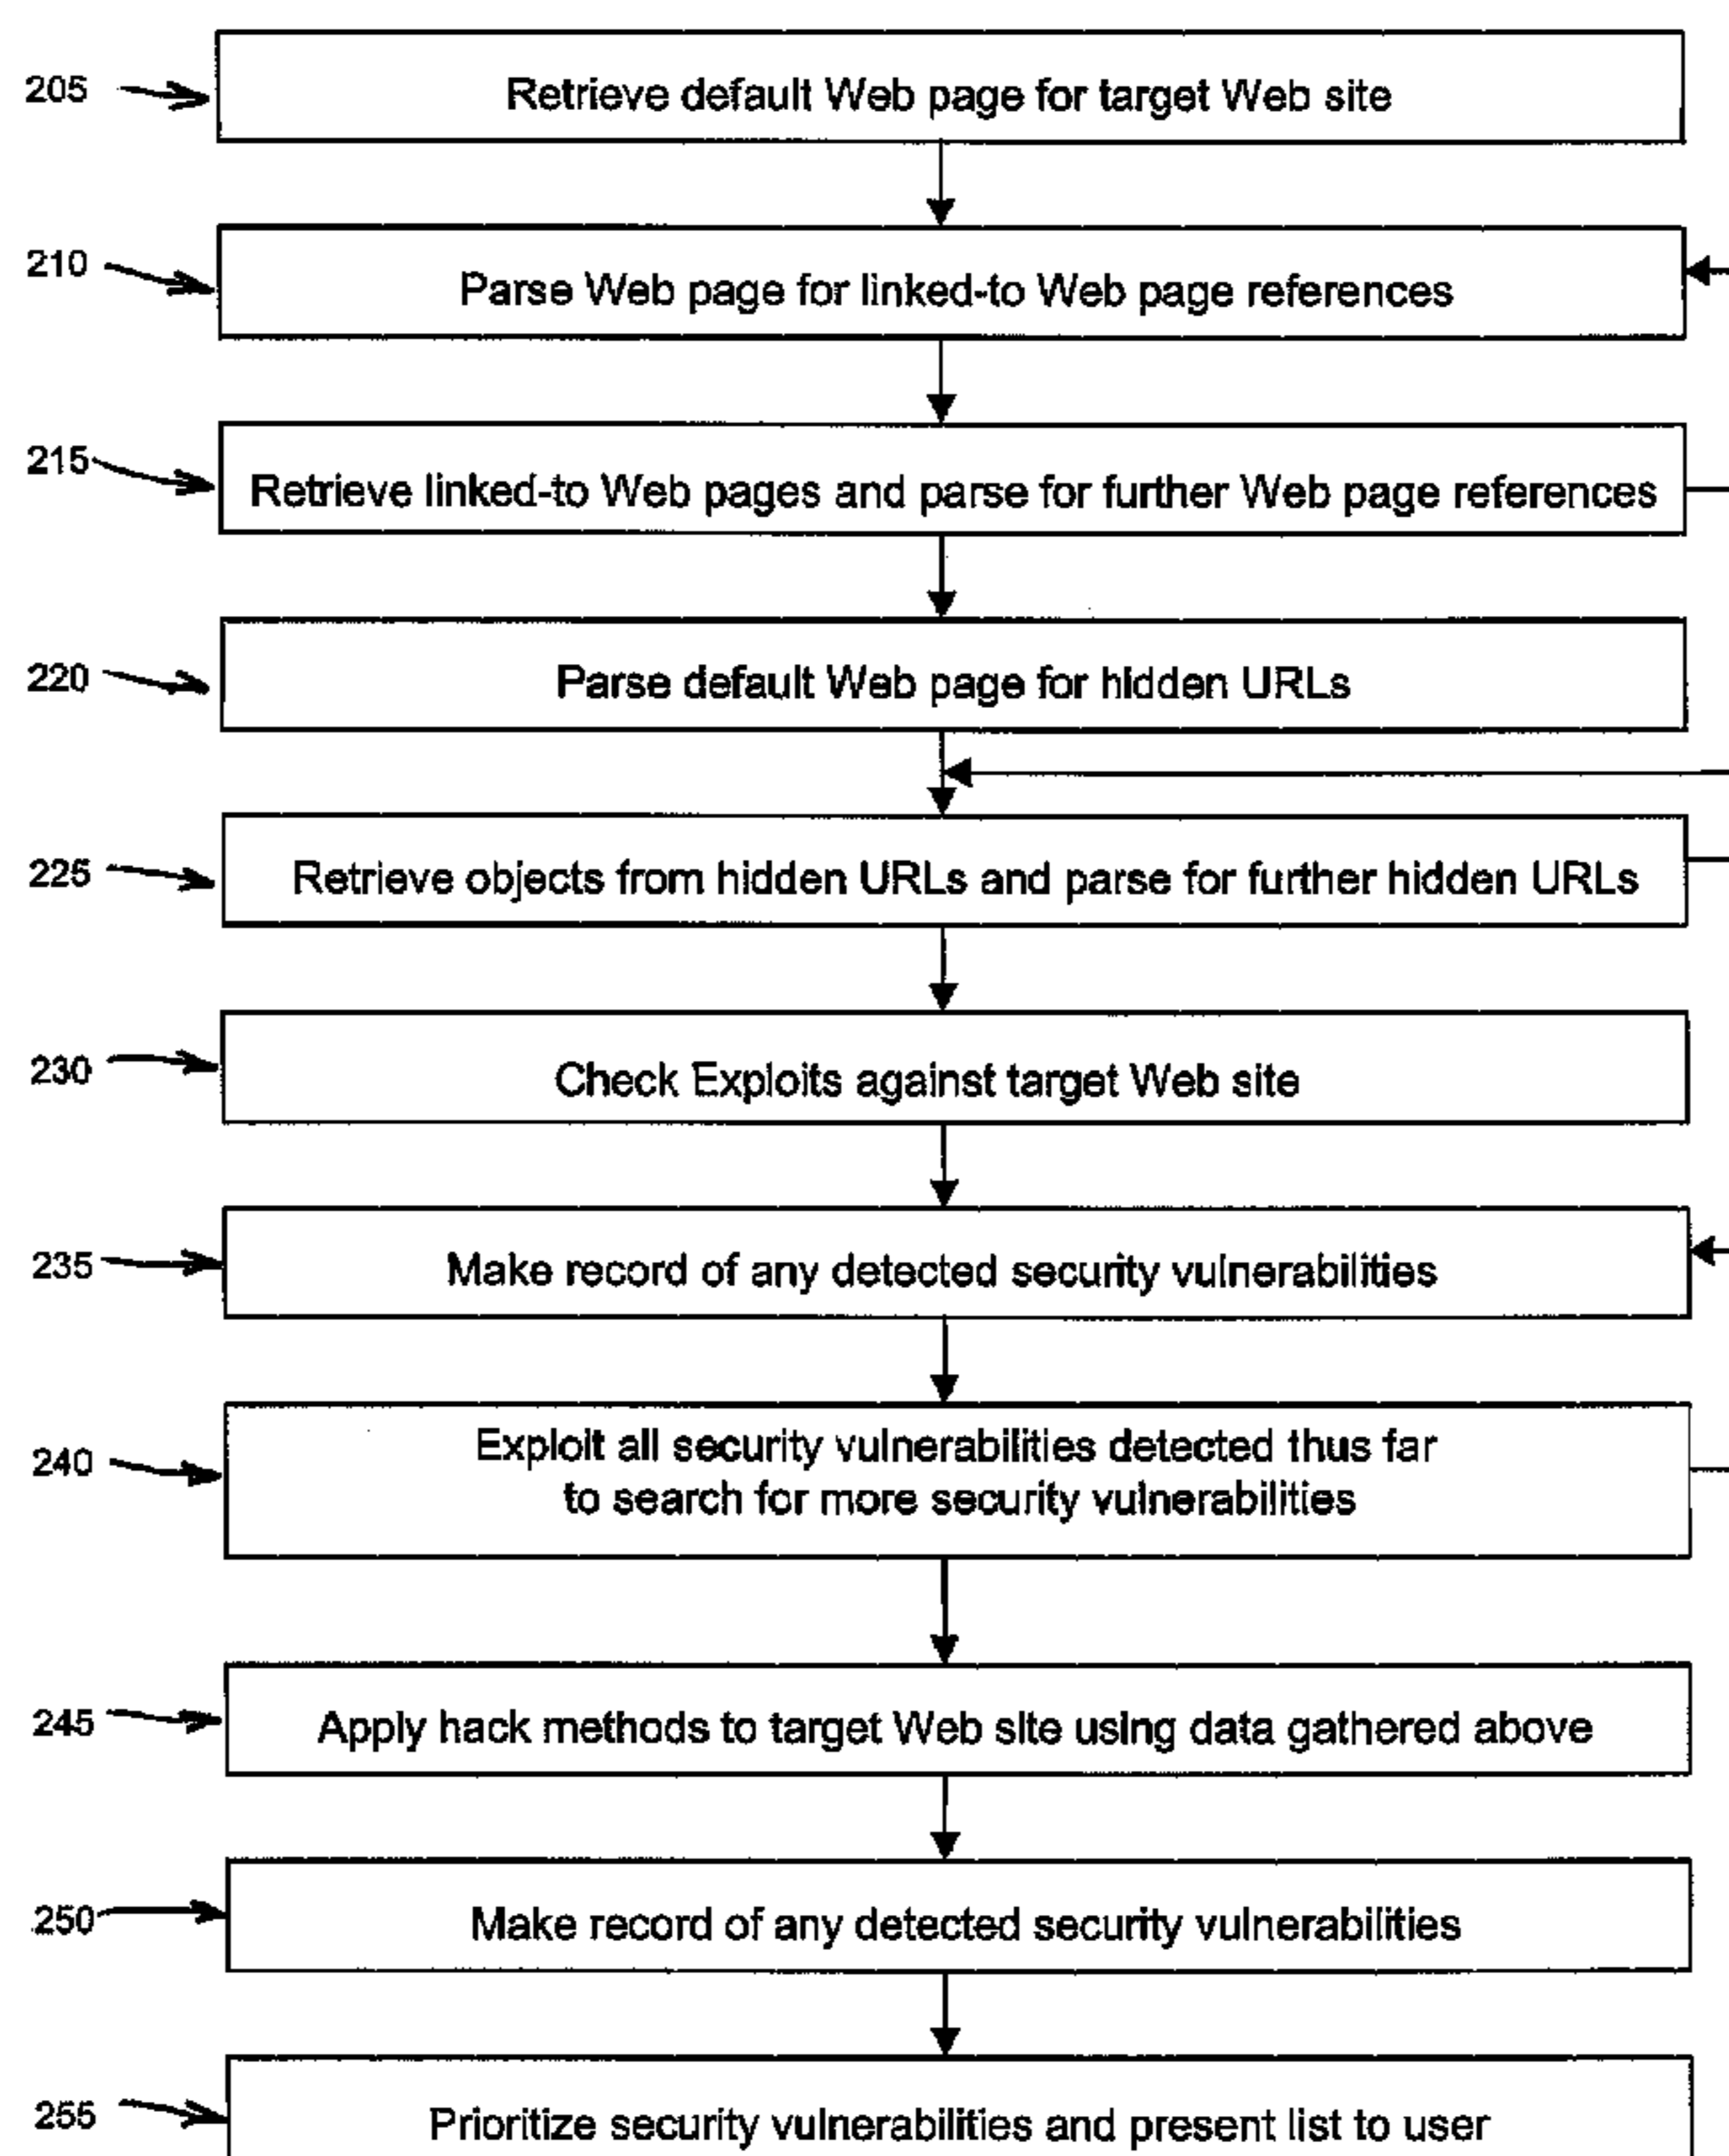 205
Retrieve default Web page for target Web site
210
Parse Web page for linked-to Web page references
215
Retrieve linked-to Web pages and parse for further Web page references
220
Parse default Web page for hidden URLs
225
Retrieve objects from hidden URLs and parse for further hidden URLs
230
Check Exploits against target Web site
235
Make record of any detected security vulnerabilities
240
Exploit all security vulnerabilities detected thus far
to search for more security vulnerabilities
245
Apply hack methods to target Web site using data gathered above
250
Make record of any detected security vulnerabilities
255
Prioritize security vulnerabilities and present list to user